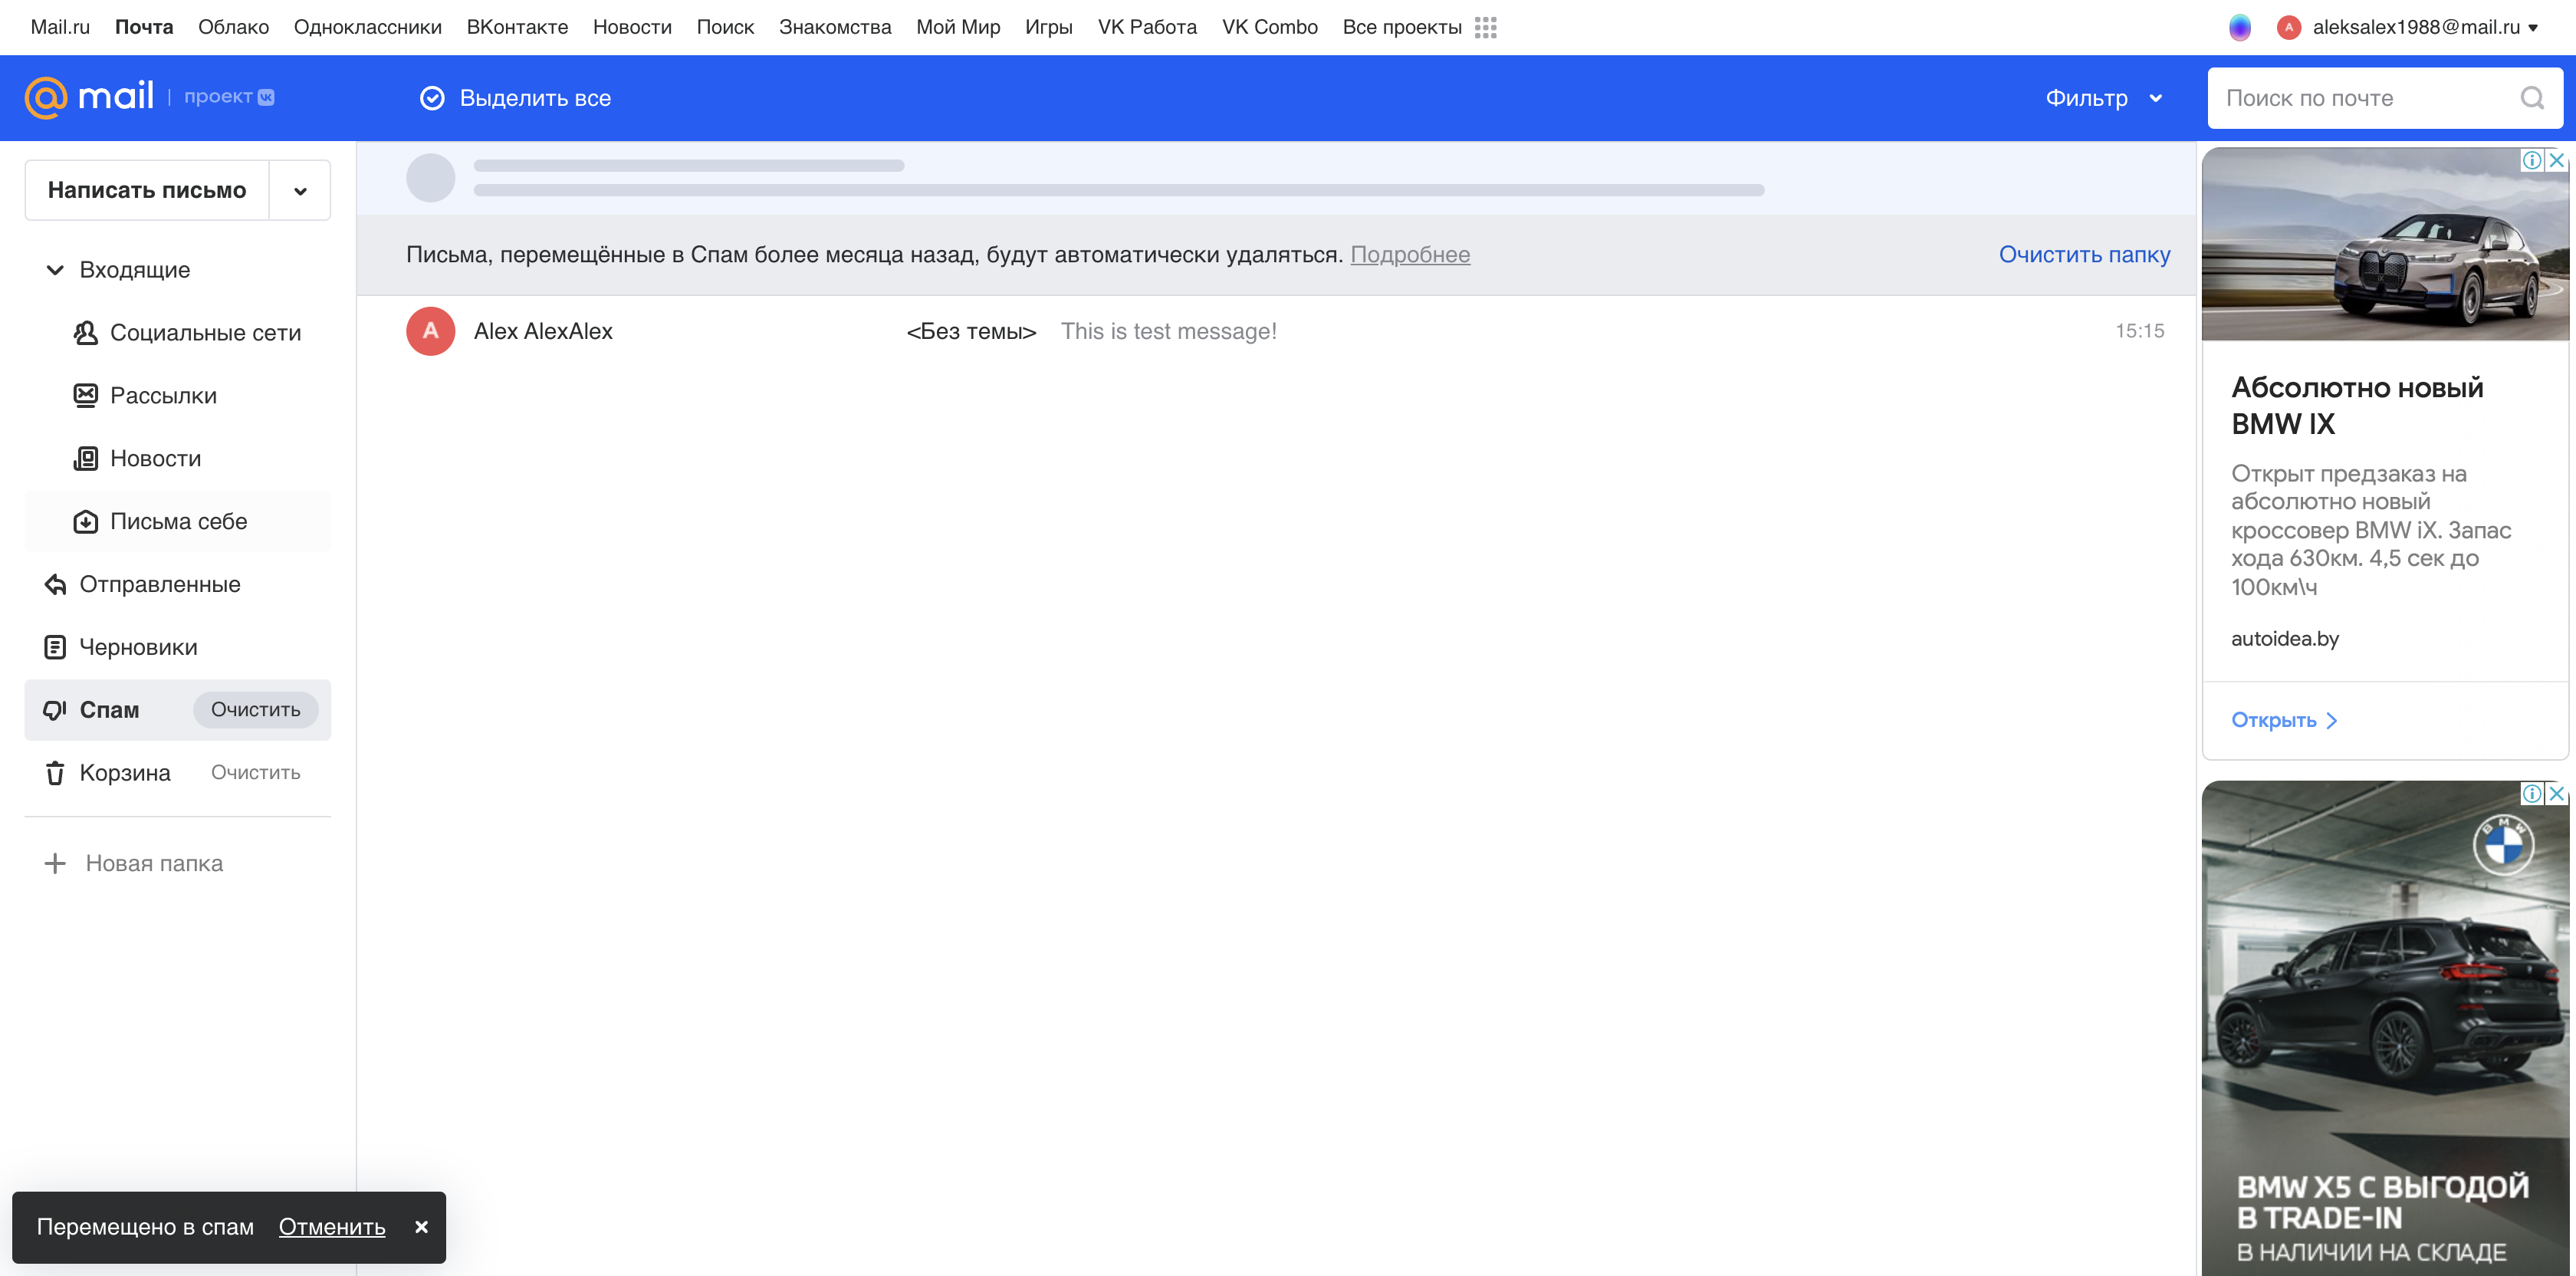 Mail.ru Почта Облако Одноклассники ВКонтакте Новости Поиск Знакомства Мой Мир Игры VK Работа VK Combo Все проекты A aleksalex1988@mail.ru
@mail | проект VK Выделить все Фильтр Поиск по почте
Написать письмо
Входящие
Социальные сети
Рассылки
Новости
Письма себе
Отправленные
Черновики
Спам Очистить
Корзина Очистить
Новая папка
Письма, перемещённые в Спам более месяца назад, будут автоматически удаляться. Подробнее Очистить папку
A Alex AlexAlex <Без темы> This is test message! 15:15
Абсолютно новый
BMW IX
Открыт предзаказ на
абсолютно новый
кроссовер BMW iX. Запас
хода 630км. 4,5 сек до
100км\ч
autoidea.by
Открыть
BMW
BMW X5 С ВЫГОДОЙ
В TRADE-IN
В НАЛИЧИИ НА СКЛАДЕ
Перемещено в спам Отменить